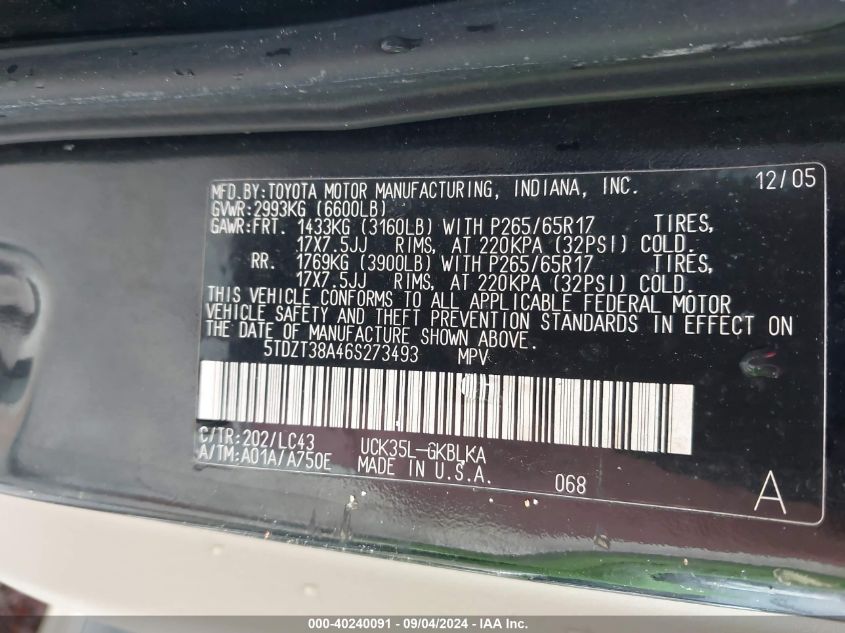 MFD.BY:TOYOTA MOTOR MANUFACTURING, INDIANA, INC. 12/05
GVWR:2993KG (6600LB)
GAWR:FRT. 1433KG (3160LB) WITH P265/65R17 TIRES,
17X7.5JJ RIMS, AT 220KPA (32PSI) COLD.
RR. 1769KG (3900LB) WITH P265/65R17 TIRES,
17X7.5JJ RIMS, AT 220KPA (32PSI) COLD.
THIS VEHICLE CONFORMS TO ALL APPLICABLE FEDERAL MOTOR
VEHICLE SAFETY AND THEFT PREVENTION STANDARDS IN EFFECT ON
THE DATE OF MANUFACTURE SHOWN ABOVE.
5TDZT38A46S273493 MPV
C/TR:202/LC43 UCK35L-GKBLKA
A/TM:A01A/A750E MADE IN U.S.A. 068 A
000-40240091 - 09/04/2024 - IAA Inc.